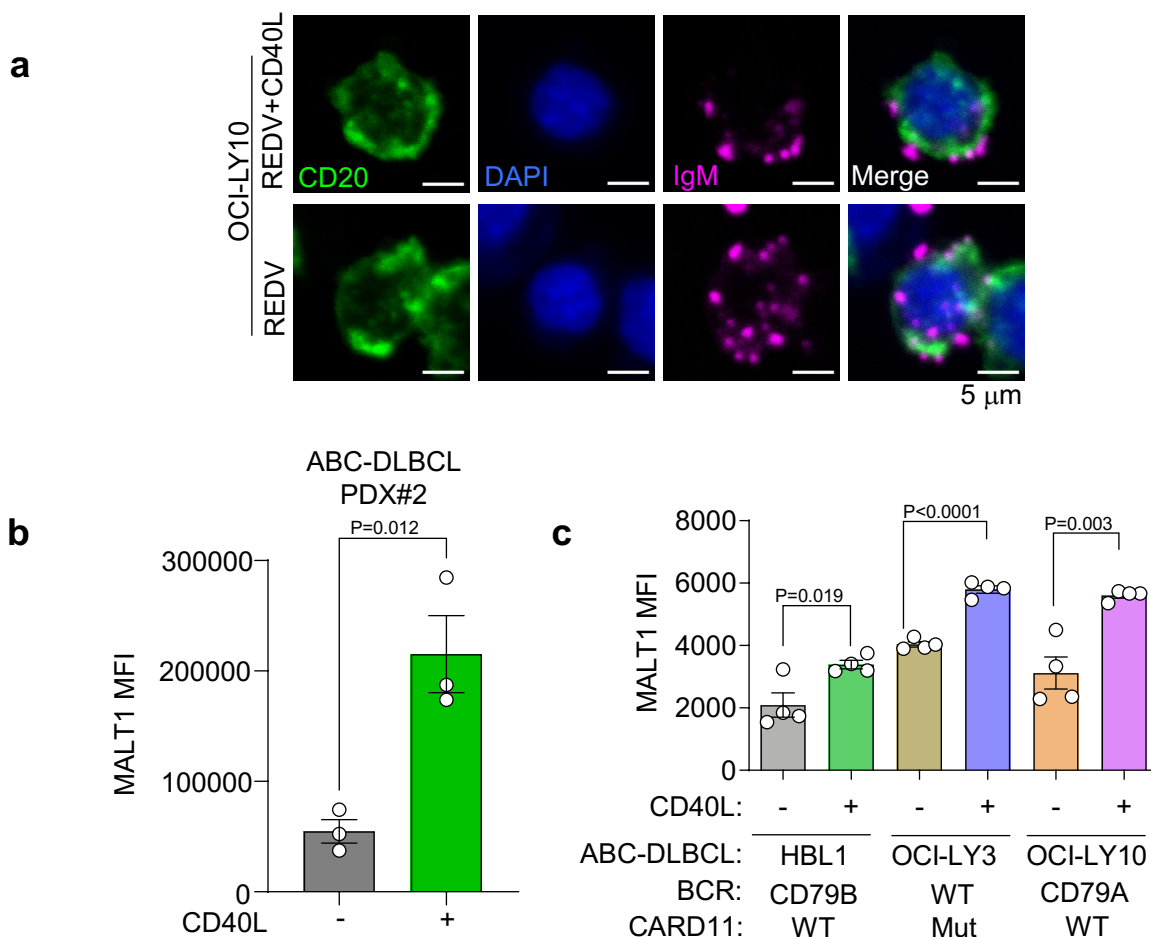 a
OCI-LY10
REDV+CD40L
CD20
DAPI
IgM
Merge
REDV
5 μm
b
ABC-DLBCL
PDX#2
P=0.012
MALT1 MFI
300000
200000
100000
0
CD40L: - +
c
P=0.019
P<0.0001
P=0.003
MALT1 MFI
8000
6000
4000
2000
0
CD40L: - + - + - +
ABC-DLBCL: HBL1 OCI-LY3 OCI-LY10
BCR: CD79B WT CD79A
CARD11: WT Mut WT